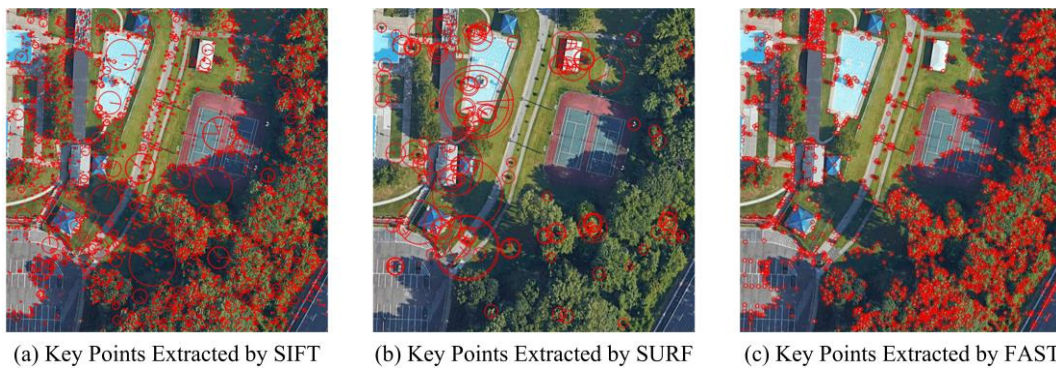 (a) Key Points Extracted by SIFT
(b) Key Points Extracted by SURF
(c) Key Points Extracted by FAST